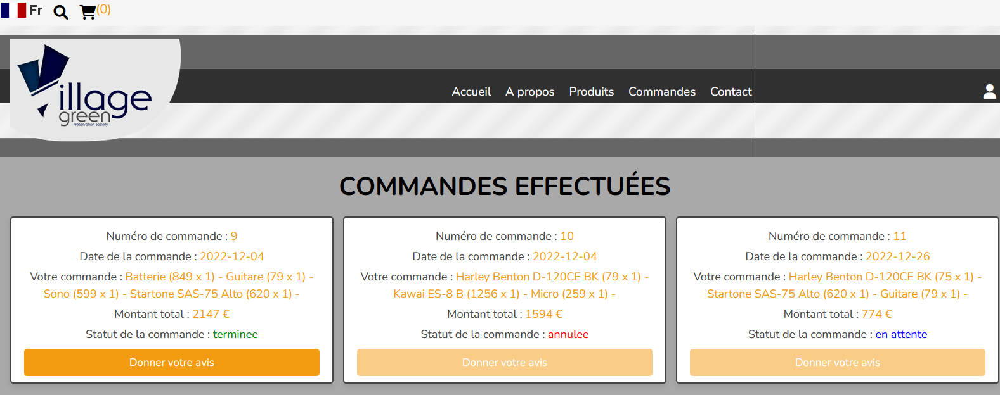 Fr (0)
illage
green
Preservation Society
Accueil A propos Produits Commandes Contact
COMMANDES EFFECTUÉES
Numéro de commande : 9
Date de la commande : 2022-12-04
Votre commande : Batterie (849 x 1) - Guitare (79 x 1) -
Sono (599 x 1) - Startone SAS-75 Alto (620 x 1) -
Montant total : 2147 €
Statut de la commande : terminee
Donner votre avis
Numéro de commande : 10
Date de la commande : 2022-12-04
Votre commande : Harley Benton D-120CE BK (79 x 1) -
Kawai ES-8 B (1256 x 1) - Micro (259 x 1) -
Montant total : 1594 €
Statut de la commande : annulee
Donner votre avis
Numéro de commande : 11
Date de la commande : 2022-12-26
Votre commande : Harley Benton D-120CE BK (75 x 1) -
Startone SAS-75 Alto (620 x 1) - Guitare (79 x 1) -
Montant total : 774 €
Statut de la commande : en attente
Donner votre avis